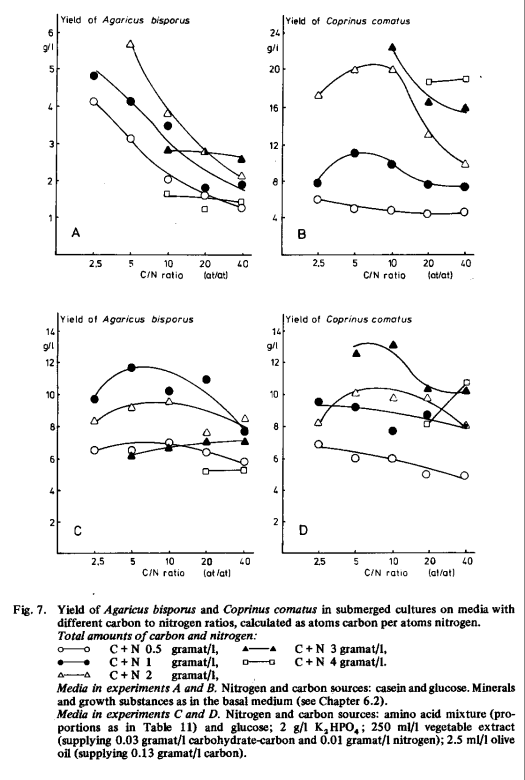 Yield of Agaricus bisporus
6
g/l
5
4
3
2
1
A
2.5 5 10 20 40
C/N ratio (at/at)
Yield of Coprinus comatus
24
g/l
20
16
12
8
4
B
2.5 5 10 20 40
C/N ratio (at/at)
Yield of Agaricus bisporus
14
g/l
12
10
8
6
4
2
C
2.5 5 10 20 40
C/N ratio (at/at)
Yield of Coprinus comatus
14
g/l
12
10
8
6
4
2
D
2.5 5 10 20 40
C/N ratio (at/at)
Fig. 7. Yield of Agaricus bisporus and Coprinus comatus in submerged cultures on media with
different carbon to nitrogen ratios, calculated as atoms carbon per atoms nitrogen.
Total amounts of carbon and nitrogen:
C + N 0.5 gramat/l, C + N 3 gramat/l,
C + N 1 gramat/l, C + N 4 gramat/l.
C + N 2 gramat/l,
Media in experiments A and B. Nitrogen and carbon sources: casein and glucose. Minerals
and growth substances as in the basal medium (see Chapter 6.2).
Media in experiments C and D. Nitrogen and carbon sources: amino acid mixture (pro-
portions as in Table 11) and glucose; 2 g/l K₂HPO₄; 250 ml/l vegetable extract
(supplying 0.03 gramat/l carbohydrate-carbon and 0.01 gramat/l nitrogen); 2.5 ml/l olive
oil (supplying 0.13 gramat/l carbon).